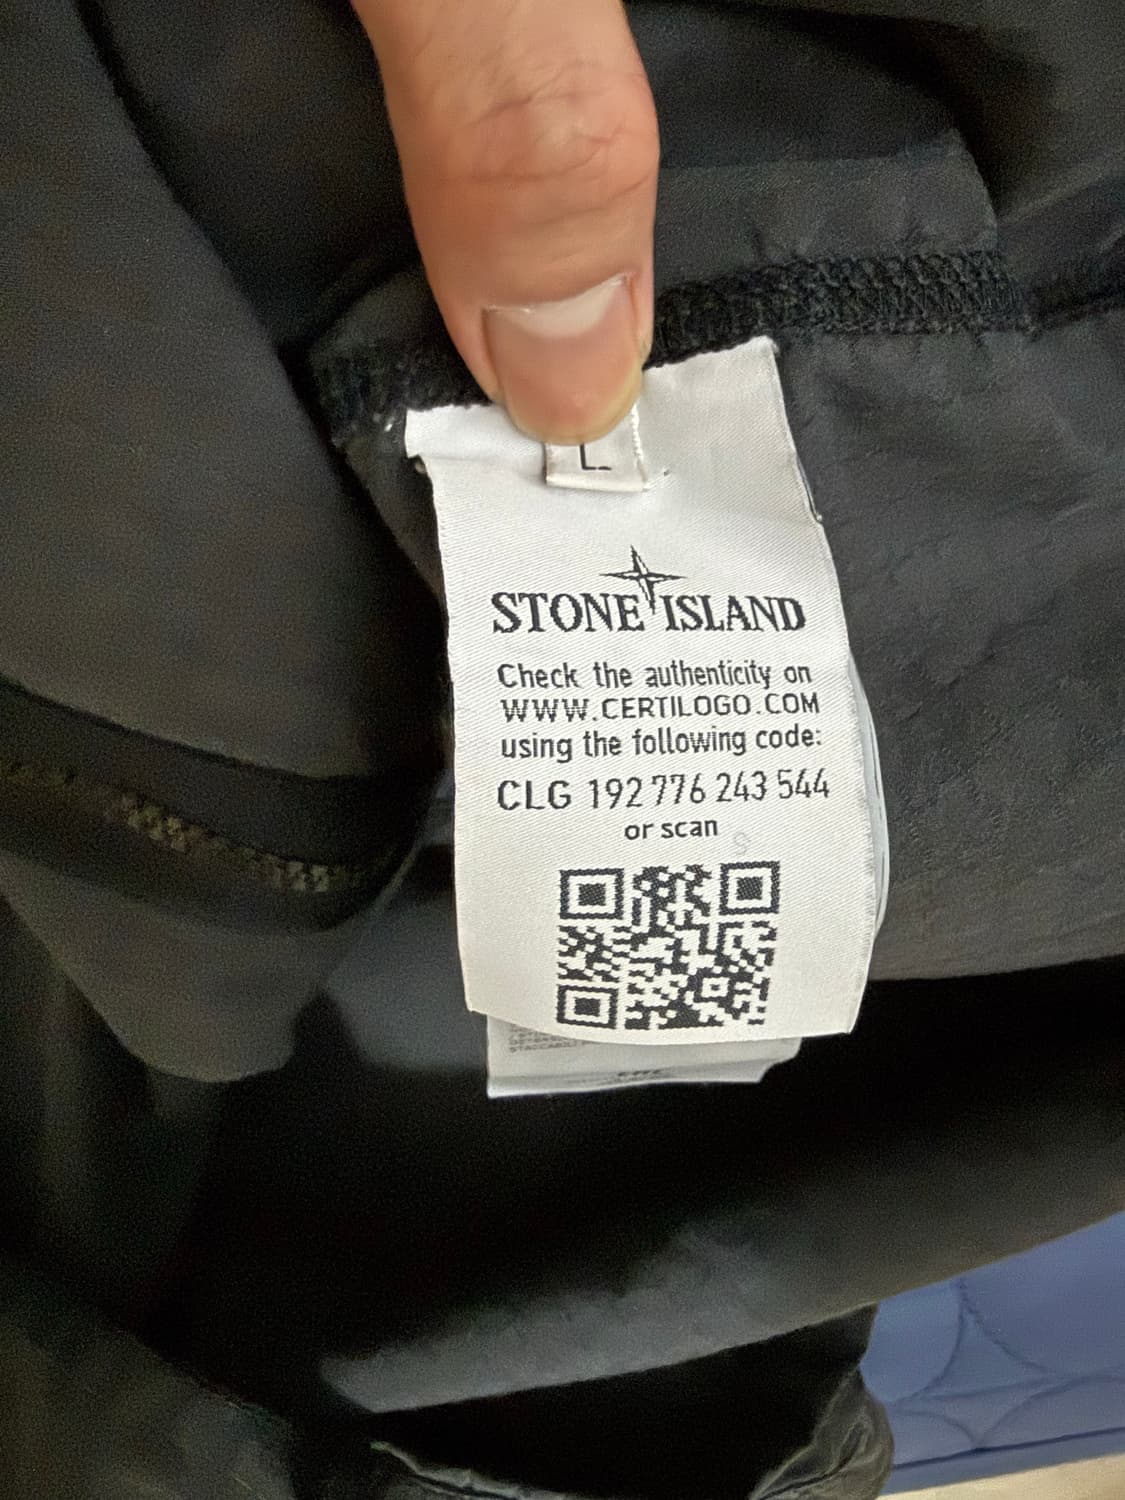 L
STONE ISLAND
Check the authenticity on
WWW.CERTILOGO.COM
using the following code:
CLG 192 776 243 544
or scan